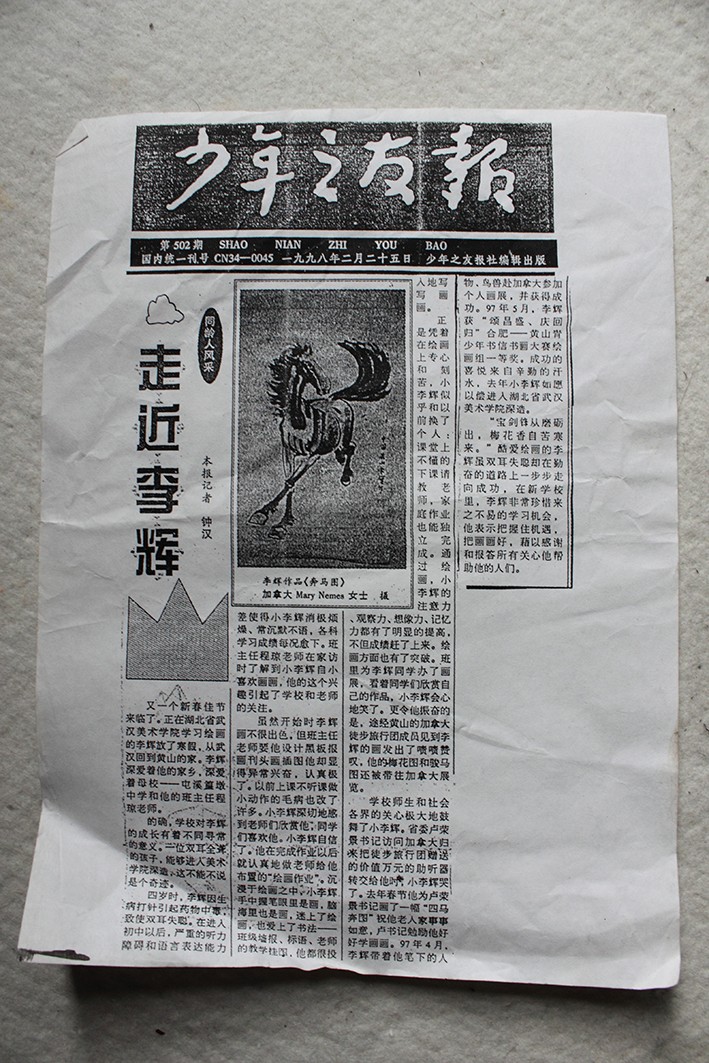 少年之友報
第502期 SHAO NIAN ZHI YOU BAO
国内统一刊号 CN34—0045 一九九八年二月二十五日 少年之友报社编辑出版
同龄人风采
走近李辉
本报记者 钟汉
李辉作品《奔马图》
加拿大 Mary Nemes 女士 摄
又一个新春佳节
来临了。正在湖北省武
汉美术学院学习绘画
的李辉放了寒假，从武
汉回到黄山的家。李辉
深爱着他的家乡，深爱
着母校——屯溪篁墩
中学和他的班主任程
琼老师。
的确，学校对李辉
的成长有着不同寻常
的意义。一位双耳全聋
的孩子，能够进入美术
学院深造，这不能不说
是个奇迹。
四岁时，李辉因生
病打针引起药物中毒，
致使双耳失聪。在进入
初中以后，严重的听力
障碍和语言表达能力
差使得小李辉消极烦
燥、常沉默不语，各科
学习成绩每况愈下。班
主任程琼老师在家访
时了解到小李辉自小
喜欢画画，他的这个兴
趣引起了学校和老师
的关注。
虽然开始时李辉
画不很出色，但班主任
老师要他设计黑板报
画刊头画插图他却显
得异常兴奋，认真极
了。以前上课不听课做
小动作的毛病也改了
许多。小李辉深切地感
到老师们欣赏他，同学
们喜欢他。小李辉自信
了。他在完成作业以后
就认真地做老师给他
布置的“绘画作业”。沉
浸于绘画之中，小李辉
手中握笔眼里是画，脑
海里也是画，迷上了绘
画，也爱上了书法——
班级墙报、标语、老师
的教学挂图，他都很投
人地写
写画
画。
正
是凭着
在绘画
上专心
和刻
苦，小
李辉似
乎和以
前换了
个人：
课堂上
不懂的
下课请
教老
师，家
庭作业
也能独
立完
成。通
过绘
画，小
李辉的
注意力
、观察力、想像力、记忆
力都有了明显的提高，
不但成绩赶了上来。绘
画方面也有了突破。班
里为李辉同学办了画
展，看着同学们欣赏自
己的作品，小李辉会心
地笑了。更令他振奋的
是，途经黄山的加拿大
徒步旅行团成员见到李
辉的画发出了啧啧赞
叹，他的梅花图和骏马
图还被带往加拿大展
览。
学校师生和社会
各界的关心极大地鼓
舞了小李辉。省委卢荣
景书记访问加拿大归
来把徒步旅行团赠送
的价值万元的助听器
转交给他时，小李辉哭
了。去年春节他为卢荣
景书记画了一幅“四马
奔图”祝他老人家事事
如意，卢书记勉励他好
好学画画。97年4月，
李辉带着他笔下的人
物、鸟兽赴加拿大参加
个人画展，并获得成
功。97年5月，李辉
获“颂昌盛、庆回
归”合肥——黄山青
少年书信书画大赛绘
画组一等奖。成功的
喜悦来自辛勤的汗
水，去年小李辉如愿
以偿进入湖北省武汉
美术学院深造。
“宝剑锋从磨砺
出，梅花香自苦寒
来。”酷爱绘画的李
辉虽双耳失聪却在勤
奋的道路上一步步走
向成功，在新学校
里，李辉非常珍惜来
之不易的学习机会，
他表示把握住机遇，
把画画好，藉以感谢
和报答所有关心他帮
助他的人们。